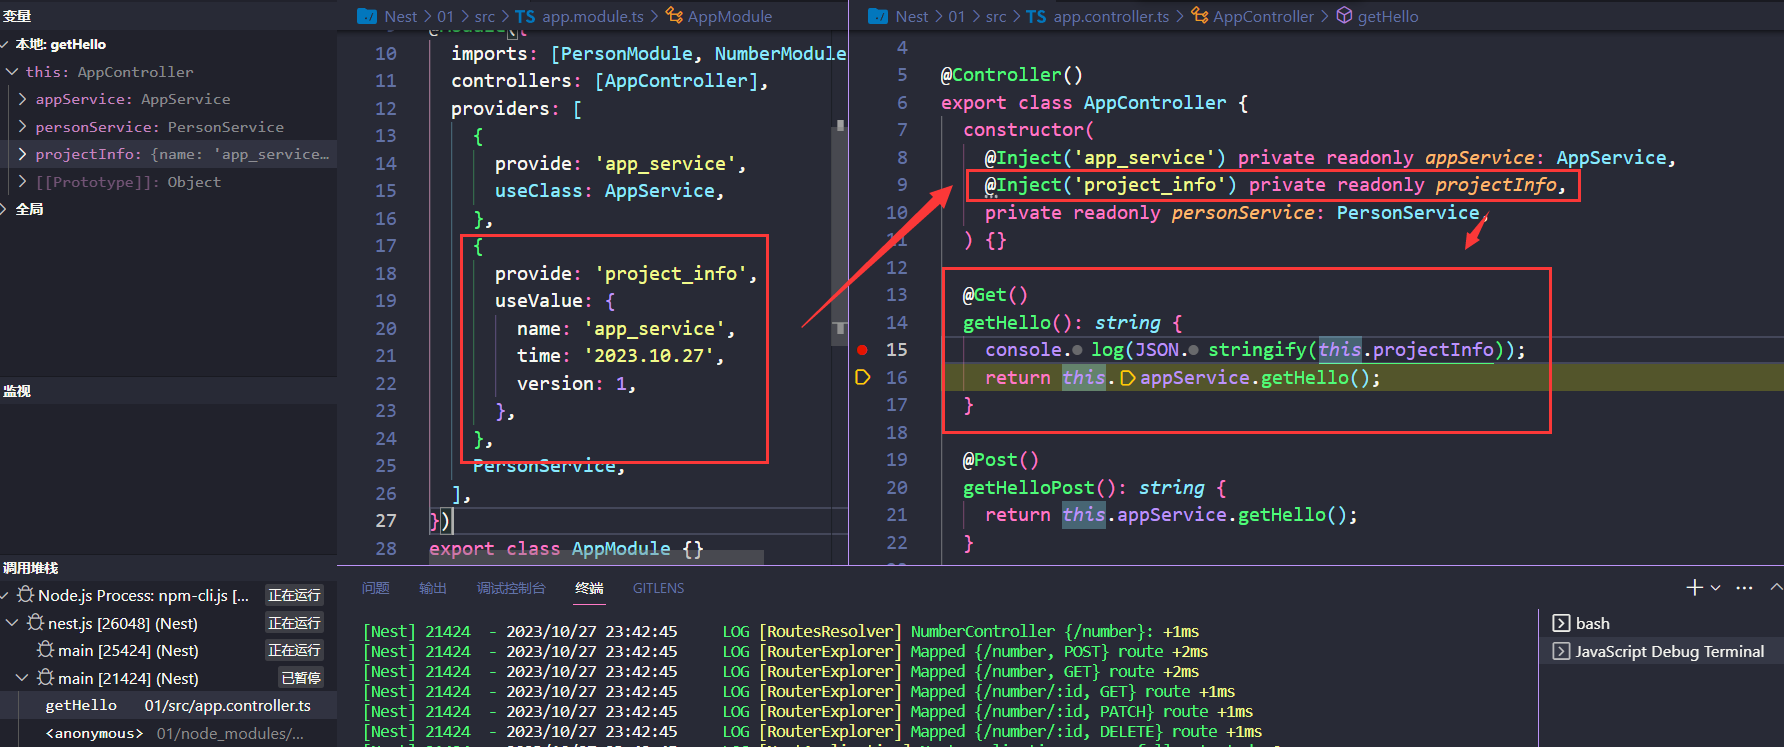 变量
本地: getHello
this: AppController
appService: AppService
personService: PersonService
projectInfo: {name: 'app_service…
[[Prototype]]: Object
全局
监视
调用堆栈
Node.js Process: npm-cli.js [... 正在运行
nest.js [26048] (Nest) 正在运行
main [25424] (Nest) 正在运行
main [21424] (Nest) 已暂停
getHello 01/src/app.controller.ts
<anonymous> 01/node_modules/...
Nest > 01 > src > TS app.module.ts > AppModule
10 imports: [PersonModule, NumberModule
11 controllers: [AppController],
12 providers: [
13 {
14 provide: 'app_service',
15 useClass: AppService,
16 },
17 {
18 provide: 'project_info',
19 useValue: {
20 name: 'app_service',
21 time: '2023.10.27',
22 version: 1,
23 },
24 },
25 PersonService,
26 ],
27 })
28 export class AppModule {}
Nest > 01 > src > TS app.controller.ts > AppController > getHello
4
5 @Controller()
6 export class AppController {
7 constructor(
8 @Inject('app_service') private readonly appService: AppService,
9 @Inject('project_info') private readonly projectInfo,
10 private readonly personService: PersonService,
11 ) {}
12
13 @Get()
14 getHello(): string {
15 console. log(JSON. stringify(this.projectInfo));
16 return this. appService.getHello();
17 }
18
19 @Post()
20 getHelloPost(): string {
21 return this.appService.getHello();
22 }
问题 输出 调试控制台 终端 GITLENS
[Nest] 21424 - 2023/10/27 23:42:45 LOG [RoutesResolver] NumberController {/number}: +1ms
[Nest] 21424 - 2023/10/27 23:42:45 LOG [RouterExplorer] Mapped {/number, POST} route +2ms
[Nest] 21424 - 2023/10/27 23:42:45 LOG [RouterExplorer] Mapped {/number, GET} route +2ms
[Nest] 21424 - 2023/10/27 23:42:45 LOG [RouterExplorer] Mapped {/number/:id, GET} route +1ms
[Nest] 21424 - 2023/10/27 23:42:45 LOG [RouterExplorer] Mapped {/number/:id, PATCH} route +1ms
[Nest] 21424 - 2023/10/27 23:42:45 LOG [RouterExplorer] Mapped {/number/:id, DELETE} route +1ms
bash
JavaScript Debug Terminal